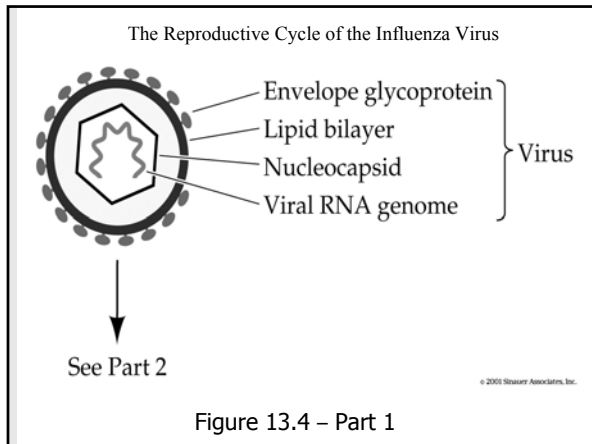 The Reproductive Cycle of the Influenza Virus
Envelope glycoprotein
Lipid bilayer
Nucleocapsid
Viral RNA genome
Virus
See Part 2
© 2001 Sinauer Associates, Inc.
Figure 13.4 – Part 1